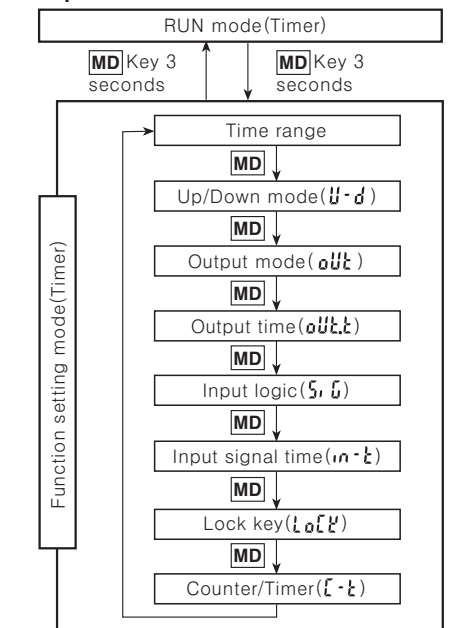 RUN mode(Timer)
MD Key 3 seconds
MD Key 3 seconds
Function setting mode(Timer)
Time range
MD
Up/Down mode(U-d)
MD
Output mode(oUt)
MD
Output time(oUt.t)
MD
Input logic(SiG)
MD
Input signal time(in-t)
MD
Lock key(LoCK)
MD
Counter/Timer(C-t)